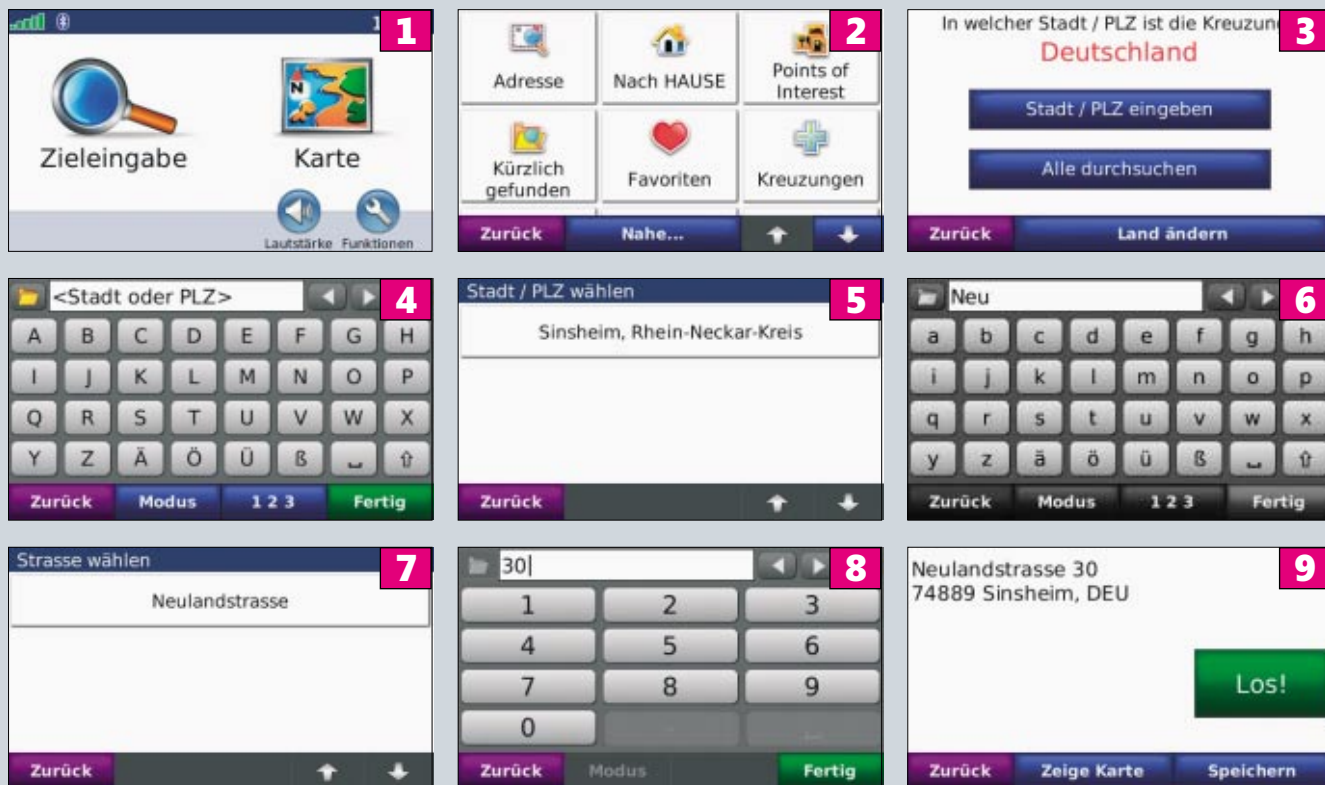 1
Zieleingabe
Karte
Lautstärke Funktionen
2
Adresse
Nach HAUSE
Points of
Interest
Kürzlich
gefunden
Favoriten
Kreuzungen
Zurück
Nahe...
3
In welcher Stadt / PLZ ist die Kreuzun
Deutschland
Stadt / PLZ eingeben
Alle durchsuchen
Zurück
Land ändern
4
<Stadt oder PLZ>
A B C D E F G H
I J K L M N O P
Q R S T U V W X
Y Z Ä Ö Ü ß
Zurück Modus 1 2 3 Fertig
5
Stadt / PLZ wählen
Sinsheim, Rhein-Neckar-Kreis
Zurück
6
Neu
a b c d e f g h
i j k l m n o p
q r s t u v w x
y z ä ö ü ß
Zurück Modus 1 2 3 Fertig
7
Strasse wählen
Neulandstrasse
Zurück
8
30
1 2 3
4 5 6
7 8 9
0
Zurück Modus Fertig
9
Neulandstrasse 30
74889 Sinsheim, DEU
Los!
Zurück Zeige Karte Speichern